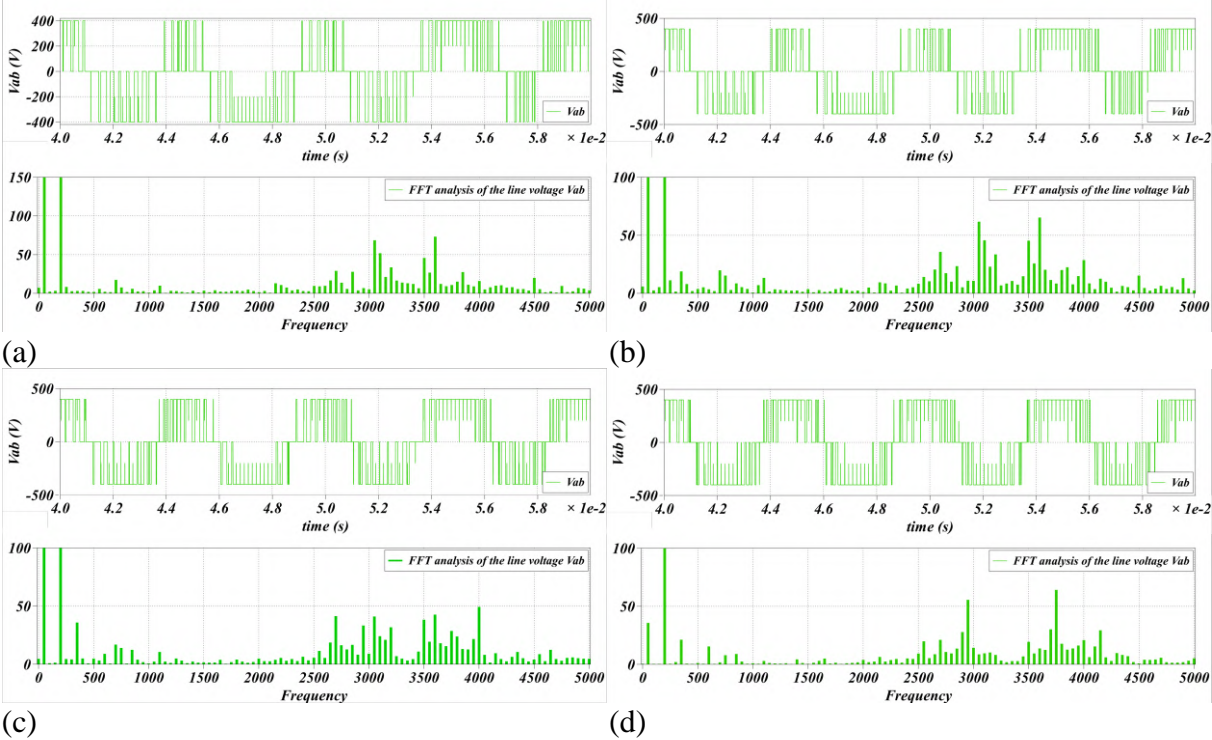 400
200
0
-200
-400
Vab (V)
Vab
4.0 4.2 4.4 4.6 4.8 5.0 5.2 5.4 5.6 5.8 × 1e-2
time (s)
150
100
50
0
FFT analysis of the line voltage Vab
0 500 1000 1500 2000 2500 3000 3500 4000 4500 5000
Frequency
(a)
500
0
-500
Vab (V)
Vab
4.0 4.2 4.4 4.6 4.8 5.0 5.2 5.4 5.6 5.8 × 1e-2
time (s)
100
50
0
FFT analysis of the line voltage Vab
0 500 1000 1500 2000 2500 3000 3500 4000 4500 5000
Frequency
(b)
500
0
-500
Vab (V)
Vab
4.0 4.2 4.4 4.6 4.8 5.0 5.2 5.4 5.6 5.8 × 1e-2
time (s)
100
50
0
FFT analysis of the line voltage Vab
0 500 1000 1500 2000 2500 3000 3500 4000 4500 5000
Frequency
(c)
500
0
-500
Vab (V)
Vab
4.0 4.2 4.4 4.6 4.8 5.0 5.2 5.4 5.6 5.8 × 1e-2
time (s)
100
50
0
FFT analysis of the line voltage Vab
0 500 1000 1500 2000 2500 3000 3500 4000 4500 5000
Frequency
(d)